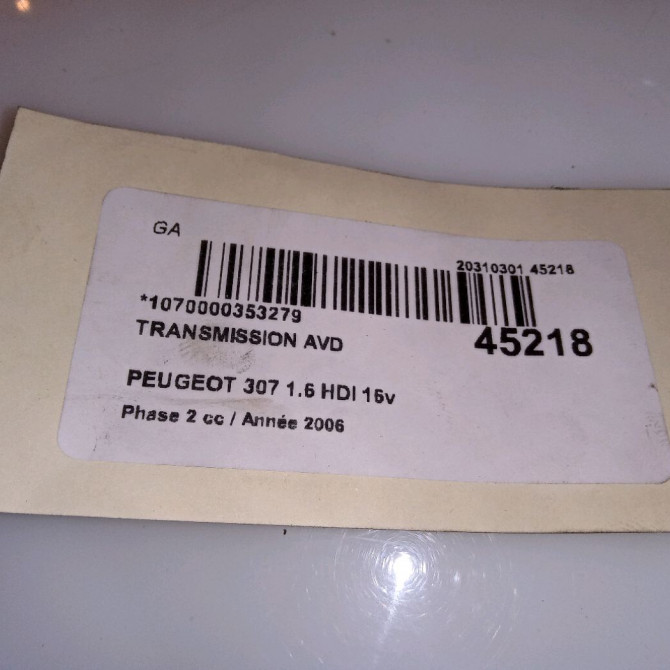 GA
20310301 45218
*1070000353279
45218
TRANSMISSION AVD
PEUGEOT 307 1.6 HDI 16v
Phase 2 cc / Année 2006